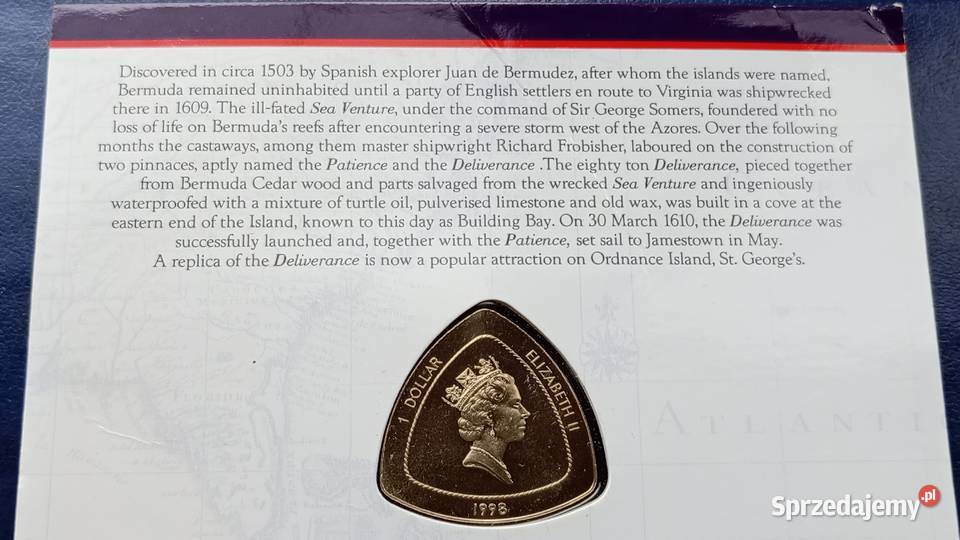 Discovered in circa 1503 by Spanish explorer Juan de Bermudez, after whom the islands were named,
Bermuda remained uninhabited until a party of English settlers en route to Virginia was shipwrecked
there in 1609. The ill-fated Sea Venture, under the command of Sir George Somers, foundered with no
loss of life on Bermuda's reefs after encountering a severe storm west of the Azores. Over the following
months the castaways, among them master shipwright Richard Frobisher, laboured on the construction of
two pinnaces, aptly named the Patience and the Deliverance .The eighty ton Deliverance, pieced together
from Bermuda Cedar wood and parts salvaged from the wrecked Sea Venture and ingeniously
waterproofed with a mixture of turtle oil, pulverised limestone and old wax, was built in a cove at the
eastern end of the Island, known to this day as Building Bay. On 30 March 1610, the Deliverance was
successfully launched and, together with the Patience, set sail to Jamestown in May.
A replica of the Deliverance is now a popular attraction on Ordnance Island, St. George's.
1 DOLLAR
ELIZABETH II
1998
ATLANTI
Sprzedajemy.pl